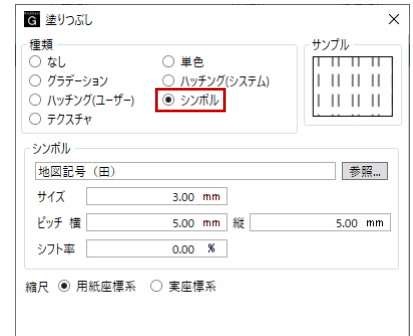 G 塗りつぶし
種類
サンプル
なし
単色
グラデーション
ハッチング(システム)
ハッチング(ユーザー)
シンボル
テクスチャ
シンボル
地図記号（田）
参照...
サイズ 3.00 mm
ピッチ 横 5.00 mm 縦 5.00 mm
シフト率 0.00 %
縮尺 用紙座標系 実座標系